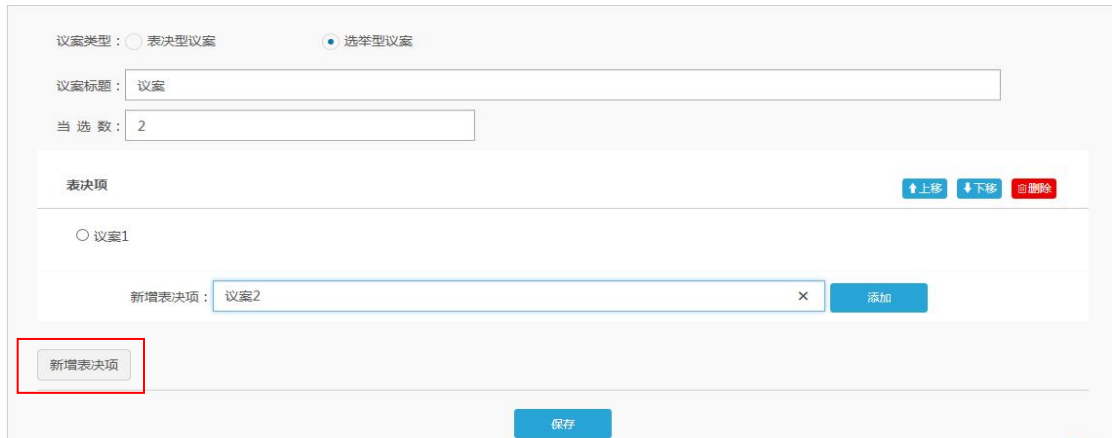 议案类型： 表决型议案 选举型议案
议案标题： 议案
当 选 数： 2
表决项 上移 下移 删除
议案1
新增表决项： 议案2 × 添加
新增表决项
保存